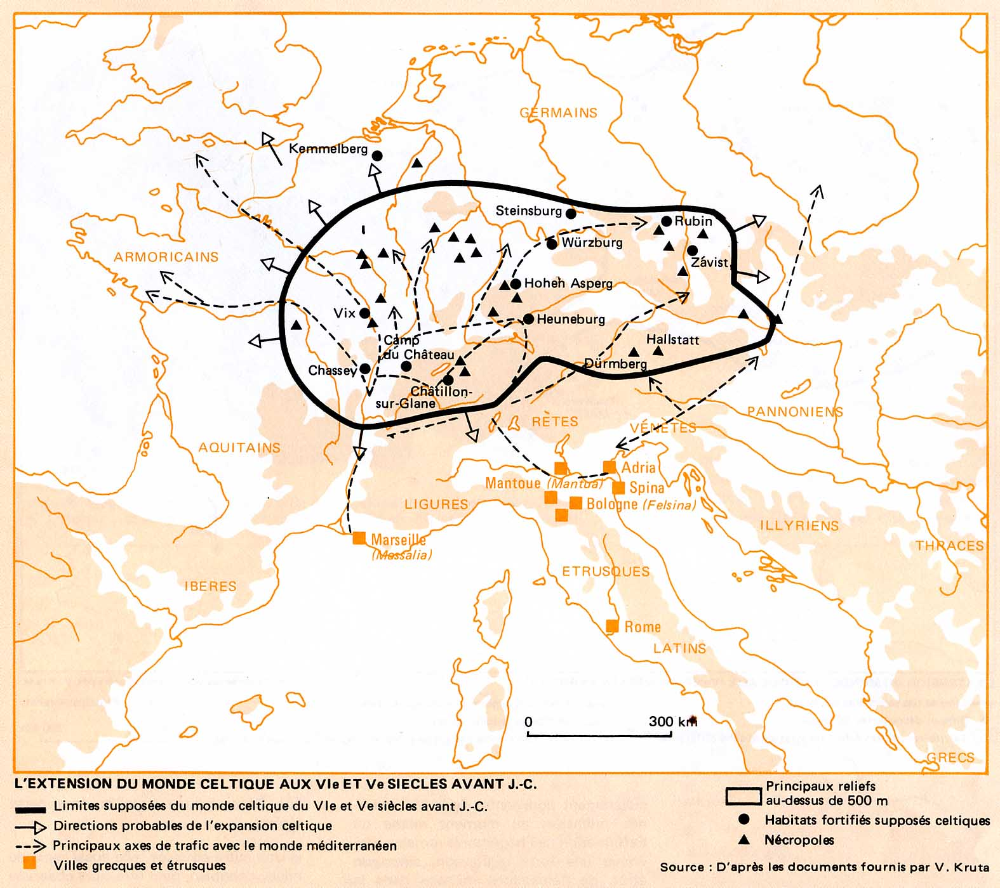 GERMAINS
Kemmelberg
Steinsburg
Rubin
Würzburg
ARMORICAINS
Závist
Hoheh Asperg
Vix
Heuneburg
Camp
du Château
Hallstatt
Chassey
Dürmberg
Châtillon-
sur-Glane
PANNONIENS
RÈTES
VÉNÈTES
AQUITAINS
Adria
Mantoue (Mantua)
Spina
LIGURES
Bologne (Felsina)
ILLYRIENS
Marseille
(Massalia)
THRACES
ETRUSQUES
IBERES
Rome
LATINS
0 300 km
GRECS
L'EXTENSION DU MONDE CELTIQUE AUX VIe ET Ve SIECLES AVANT J.-C.
Limites supposées du monde celtique du VIe et Ve siècles avant J.-C.
Directions probables de l'expansion celtique
Principaux axes de trafic avec le monde méditerranéen
Villes grecques et étrusques
Principaux reliefs
au-dessus de 500 m
Habitats fortifiés supposés celtiques
Nécropoles
Source : D'après les documents fournis par V. Kruta